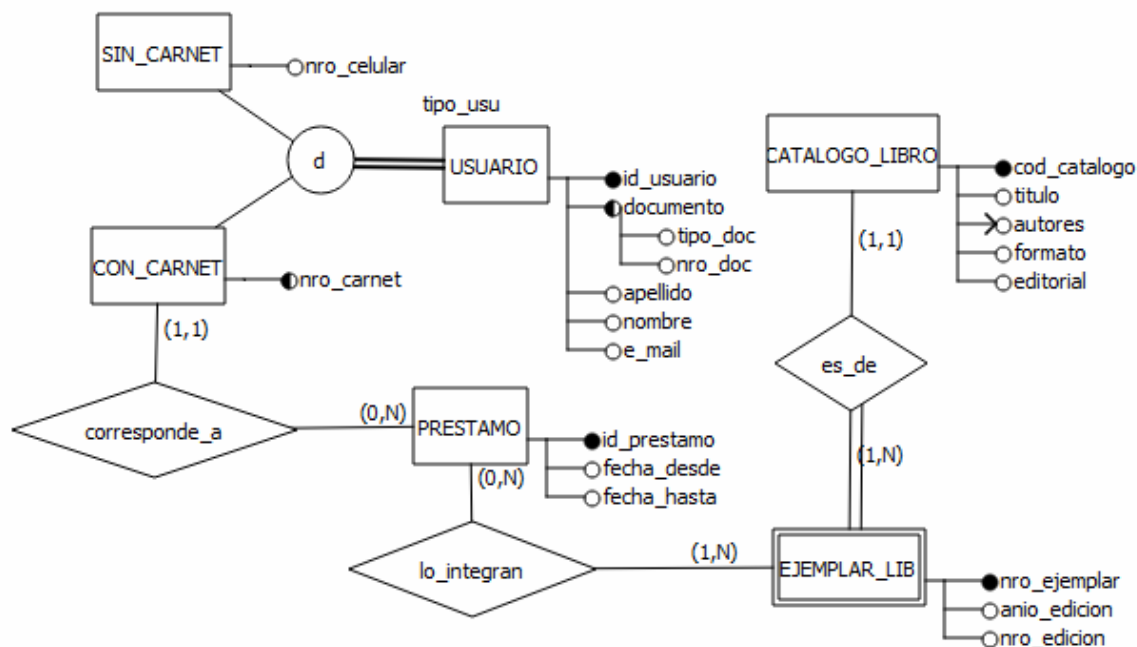 SIN_CARNET
nro_celular
tipo_usu
d
USUARIO
id_usuario
documento
tipo_doc
nro_doc
apellido
nombre
e_mail
CATALOGO_LIBRO
cod_catalogo
titulo
autores
formato
editorial
(1,1)
CON_CARNET
nro_carnet
(1,1)
es_de
corresponde_a
(0,N)
PRESTAMO
id_prestamo
fecha_desde
fecha_hasta
(0,N)
(1,N)
lo_integran
(1,N)
EJEMPLAR_LIB
nro_ejemplar
anio_edicion
nro_edicion